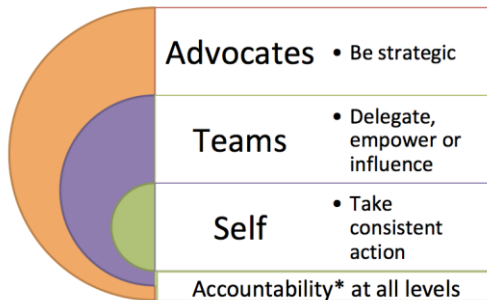 Advocates
• Be strategic
Teams
• Delegate,
empower or
influence
Self
• Take
consistent
action
Accountability* at all levels